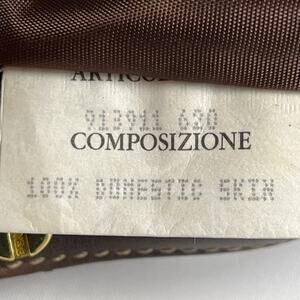 913911 630
COMPOSIZIONE
100% DOMESTIC SKIN